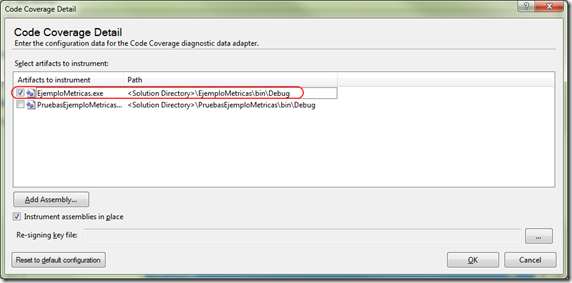 Code Coverage Detail
Code Coverage Detail
Enter the configuration data for the Code Coverage diagnostic data adapter.
Select artifacts to instrument:
Artifacts to instrument Path
EjemploMetricas.exe <Solution Directory>\EjemploMetricas\bin\Debug
PruebasEjemploMetricas... <Solution Directory>\PruebasEjemploMetricas\bin\Debug
Add Assembly...
Instrument assemblies in place
Re-signing key file:
...
Reset to default configuration OK Cancel